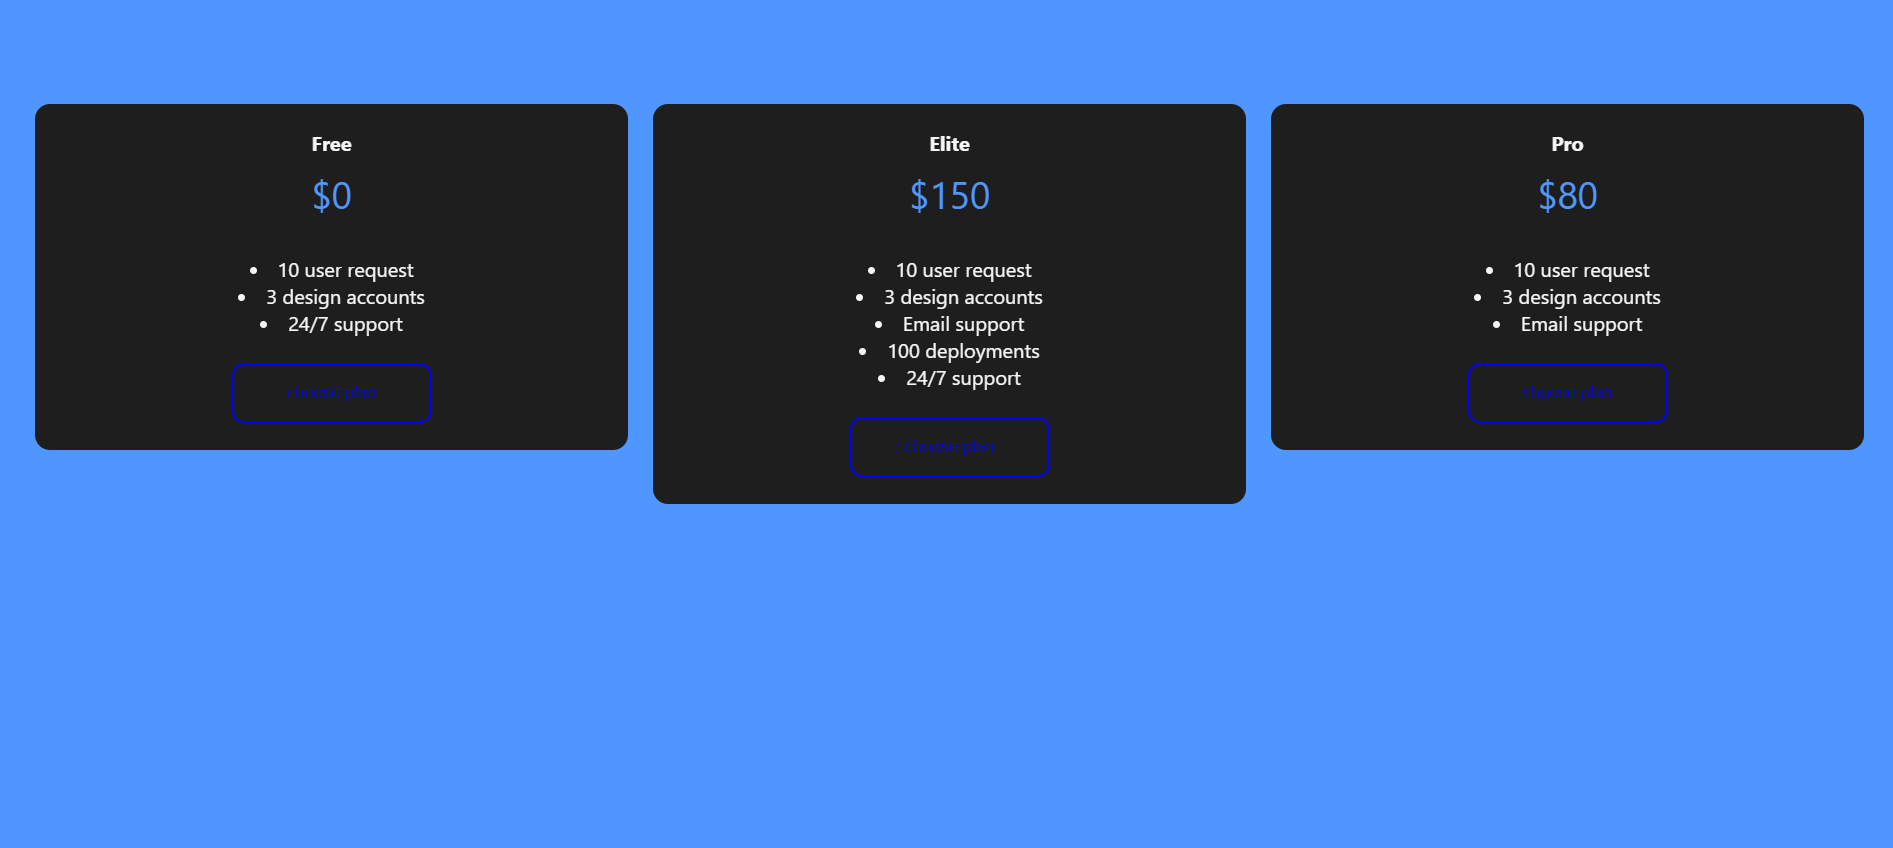 Free
$0
• 10 user request
• 3 design accounts
• 24/7 support
choose plan
Elite
$150
• 10 user request
• 3 design accounts
• Email support
• 100 deployments
• 24/7 support
choose plan
Pro
$80
• 10 user request
• 3 design accounts
• Email support
choose plan